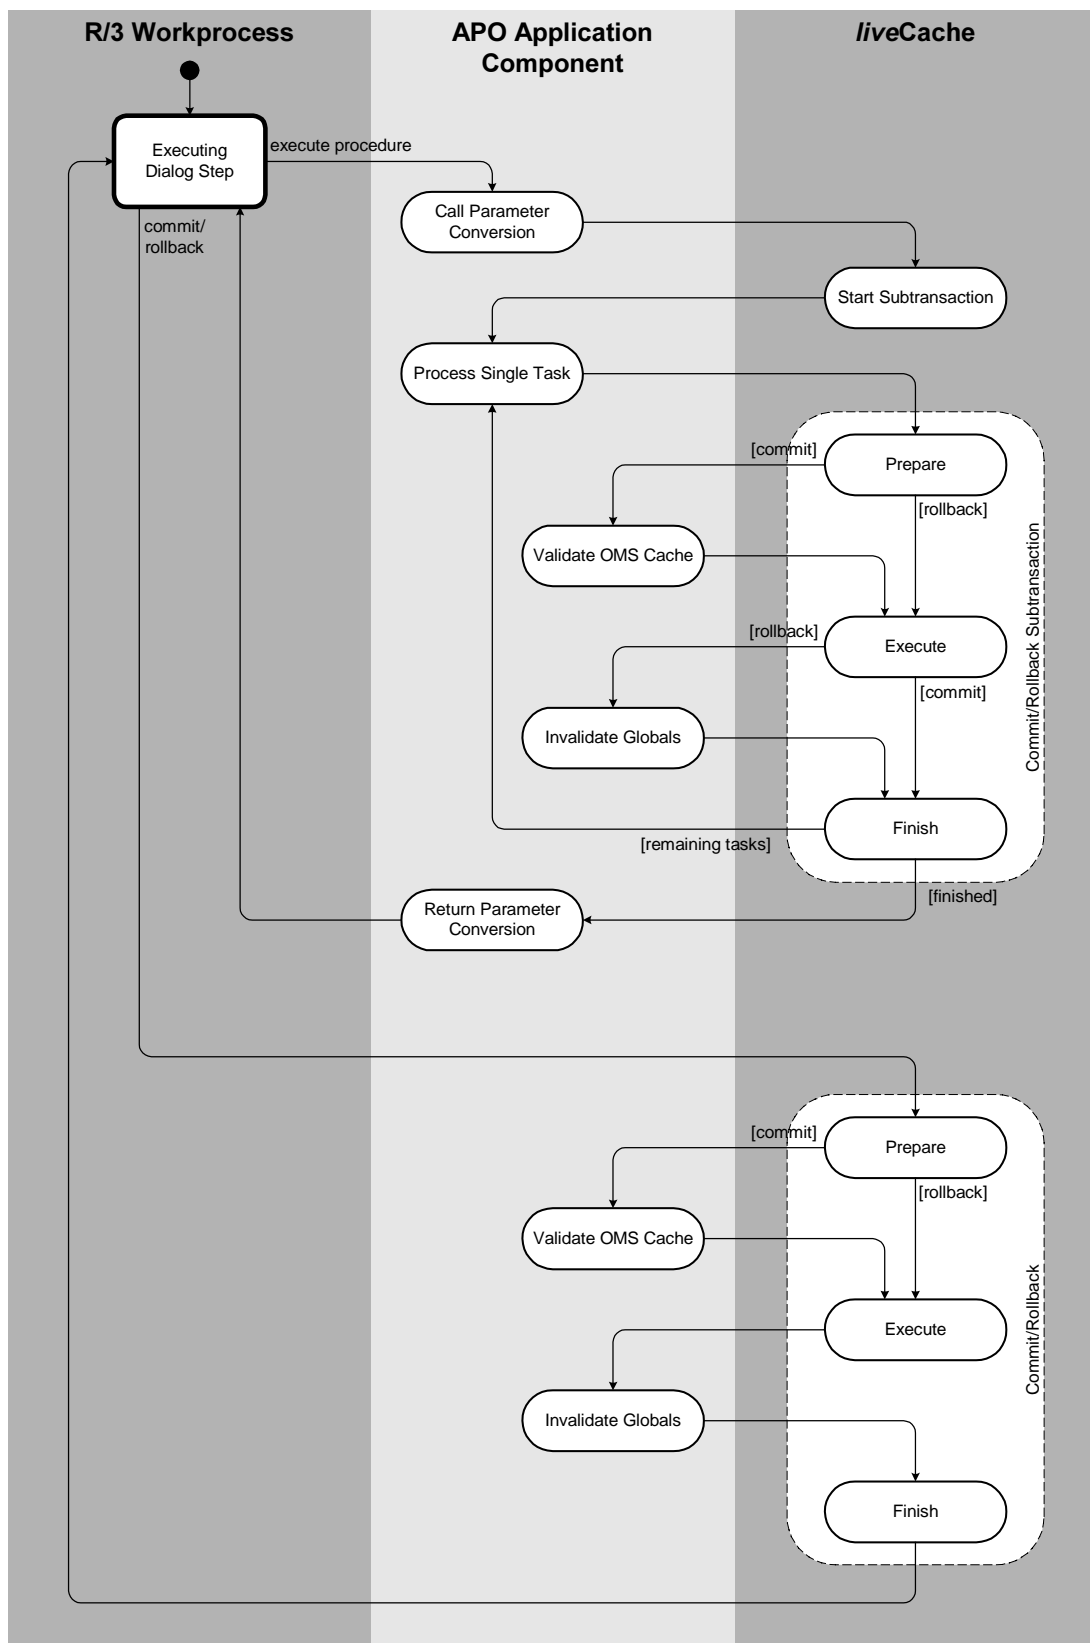 R/3 Workprocess
APO Application
Component
liveCache
Executing
Dialog Step
execute procedure
commit/
rollback
Call Parameter
Conversion
Start Subtransaction
Process Single Task
[commit]
Prepare
[rollback]
Validate OMS Cache
[rollback]
Execute
[commit]
Invalidate Globals
Finish
[remaining tasks]
[finished]
Commit/Rollback Subtransaction
Return Parameter
Conversion
[commit]
Prepare
[rollback]
Validate OMS Cache
Execute
Invalidate Globals
Finish
Commit/Rollback